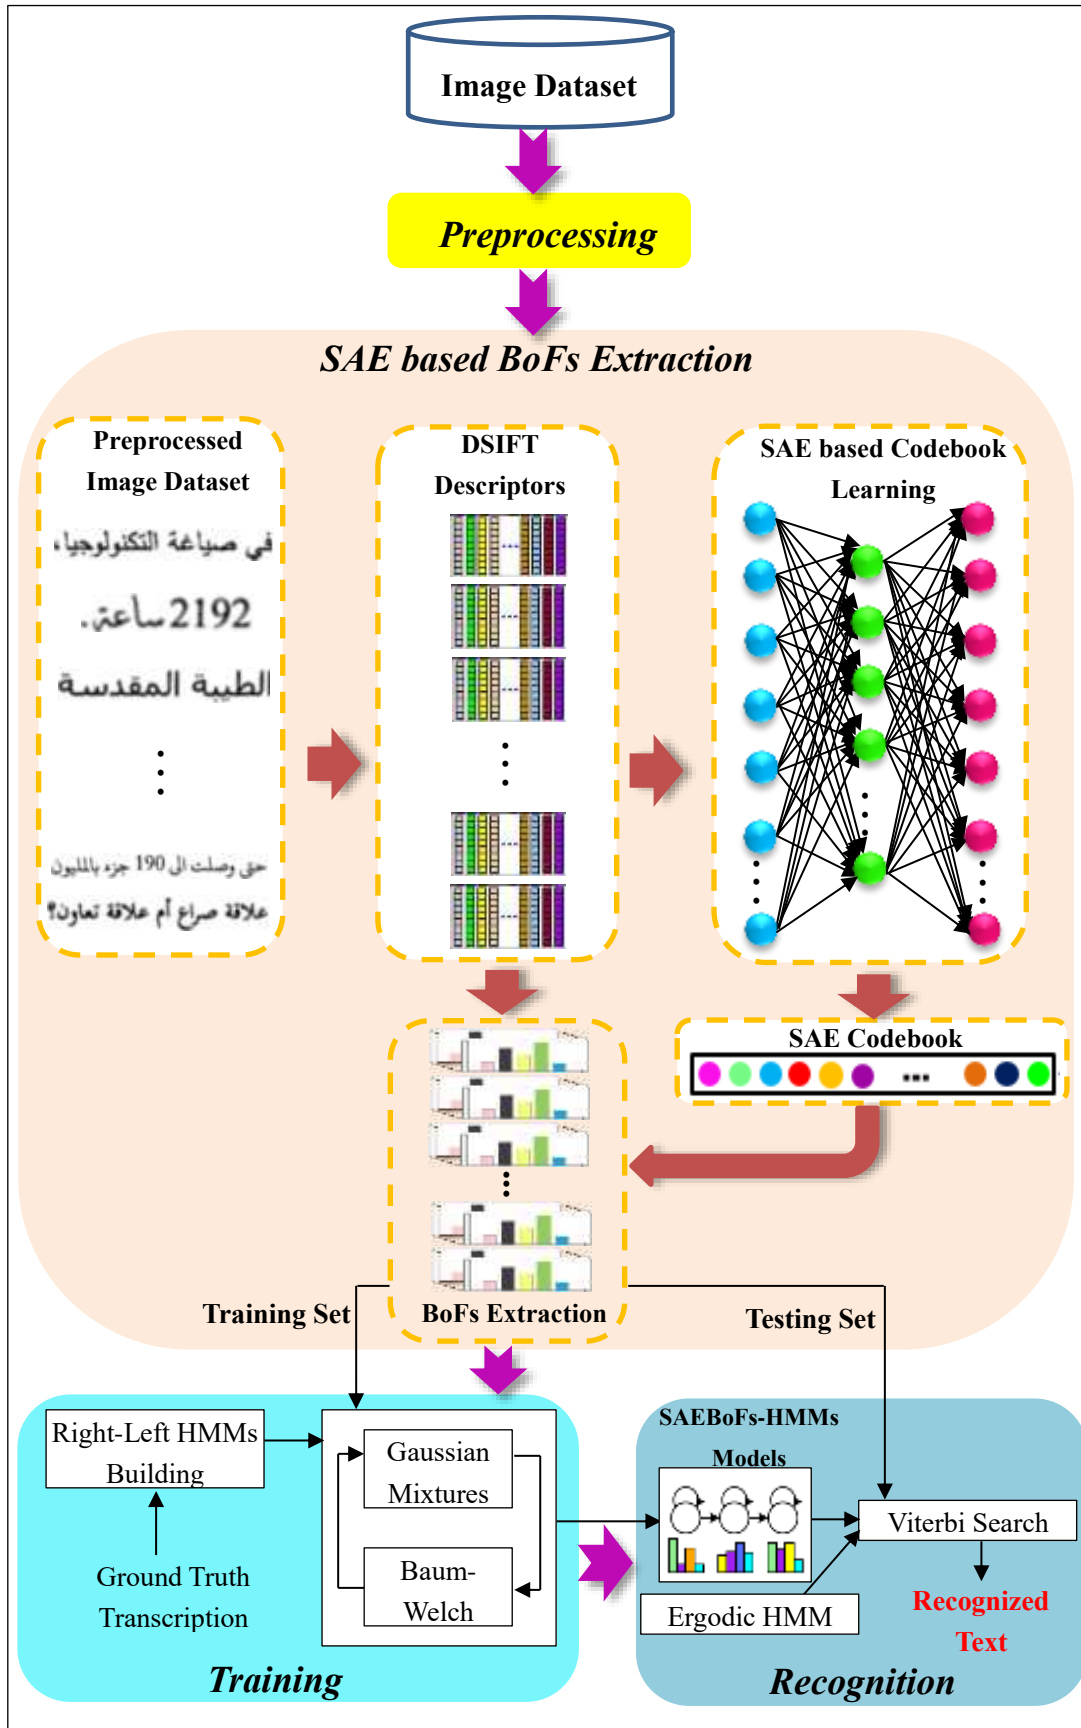 Image Dataset
Preprocessing
SAE based BoFs Extraction
Preprocessed
Image Dataset
في صياغة التكنولوجيا،
2192 ساعة.
الطيبة المقدسة
حتى وصلت الى 190 جزء بالمليون
علاقة صراع أم علاقة تعاون؟
DSIFT
Descriptors
SAE based Codebook
Learning
SAE Codebook
BoFs Extraction
Training Set
Testing Set
Right-Left HMMs
Building
Ground Truth
Transcription
Gaussian
Mixtures
Baum-
Welch
Training
SAEBoFs-HMMs
Models
Ergodic HMM
Viterbi Search
Recognized
Text
Recognition